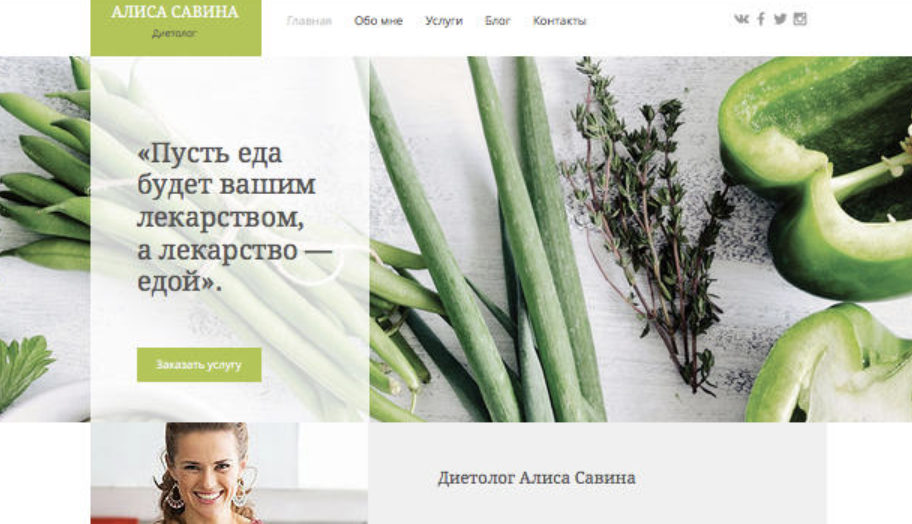 АЛИСА САВИНА
Диетолог
Главная Обо мне Услуги Блог Контакты
«Пусть еда
будет вашим
лекарством,
а лекарство —
едой».
Заказать услугу
Диетолог Алиса Савина